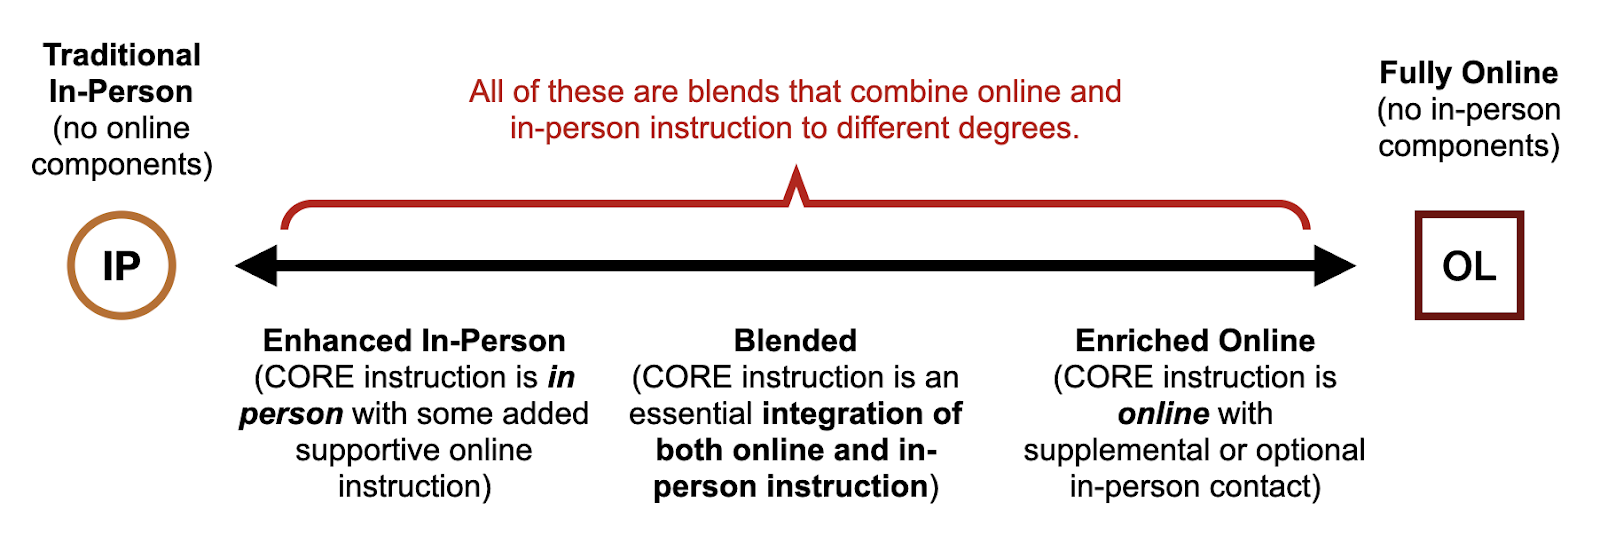 Traditional
In-Person
(no online
components)
IP
All of these are blends that combine online and
in-person instruction to different degrees.
Fully Online
(no in-person
components)
OL
Enhanced In-Person
(CORE instruction is in
person with some added
supportive online
instruction)
Blended
(CORE instruction is an
essential integration of
both online and in-
person instruction)
Enriched Online
(CORE instruction is
online with
supplemental or optional
in-person contact)